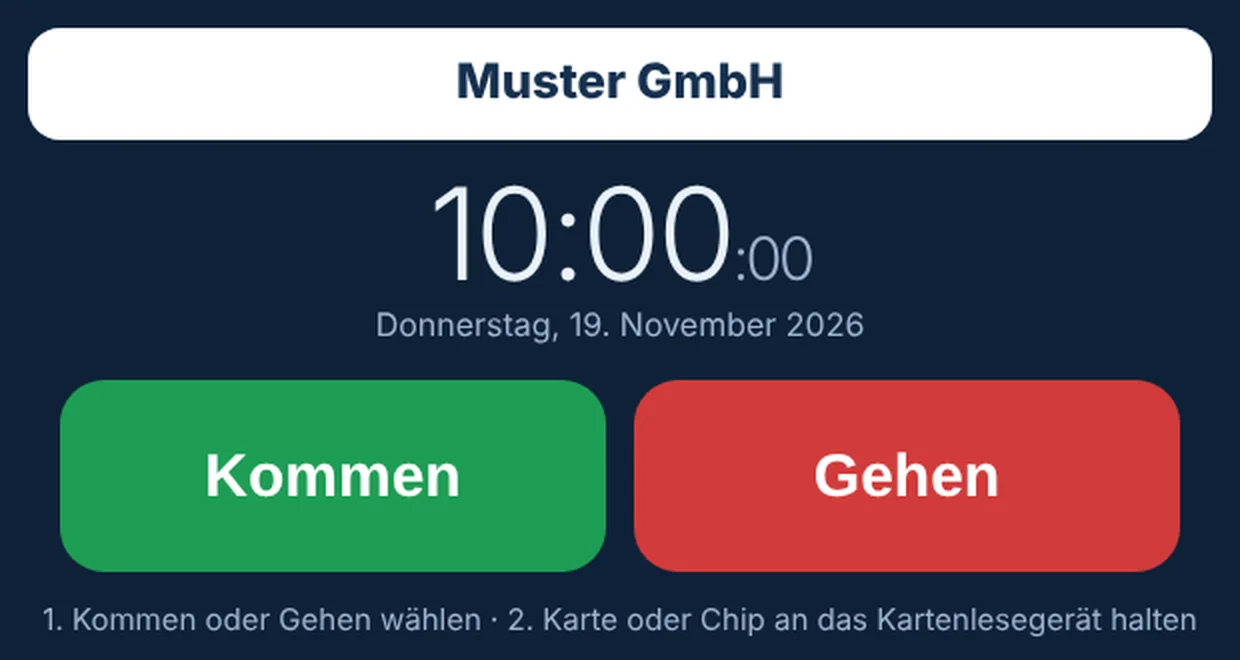 Muster GmbH
10:00:00
Donnerstag, 19. November 2026
Kommen
Gehen
1. Kommen oder Gehen wählen · 2. Karte oder Chip an das Kartenlesegerät halten